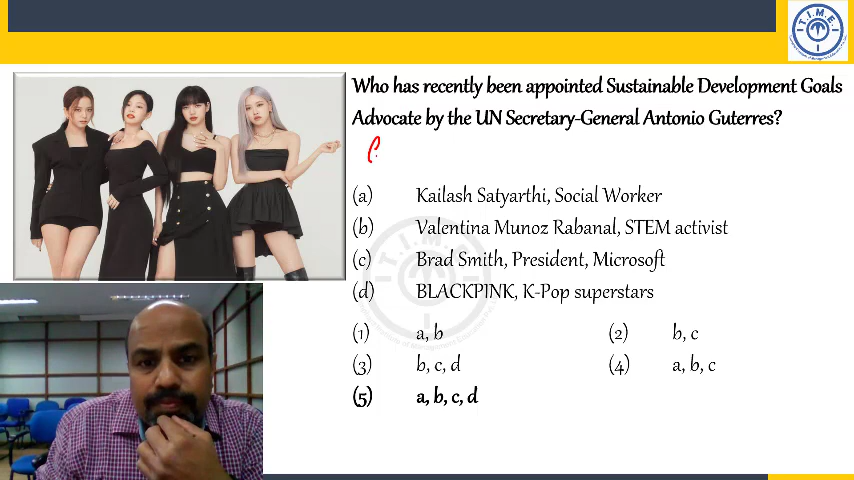 T.I.M.E.
Who has recently been appointed Sustainable Development Goals
Advocate by the UN Secretary-General Antonio Guterres?
(a) Kailash Satyarthi, Social Worker
(b) Valentina Munoz Rabanal, STEM activist
(c) Brad Smith, President, Microsoft
(d) BLACKPINK, K-Pop superstars
(1) a, b (2) b, c
(3) b, c, d (4) a, b, c
(5) a, b, c, d